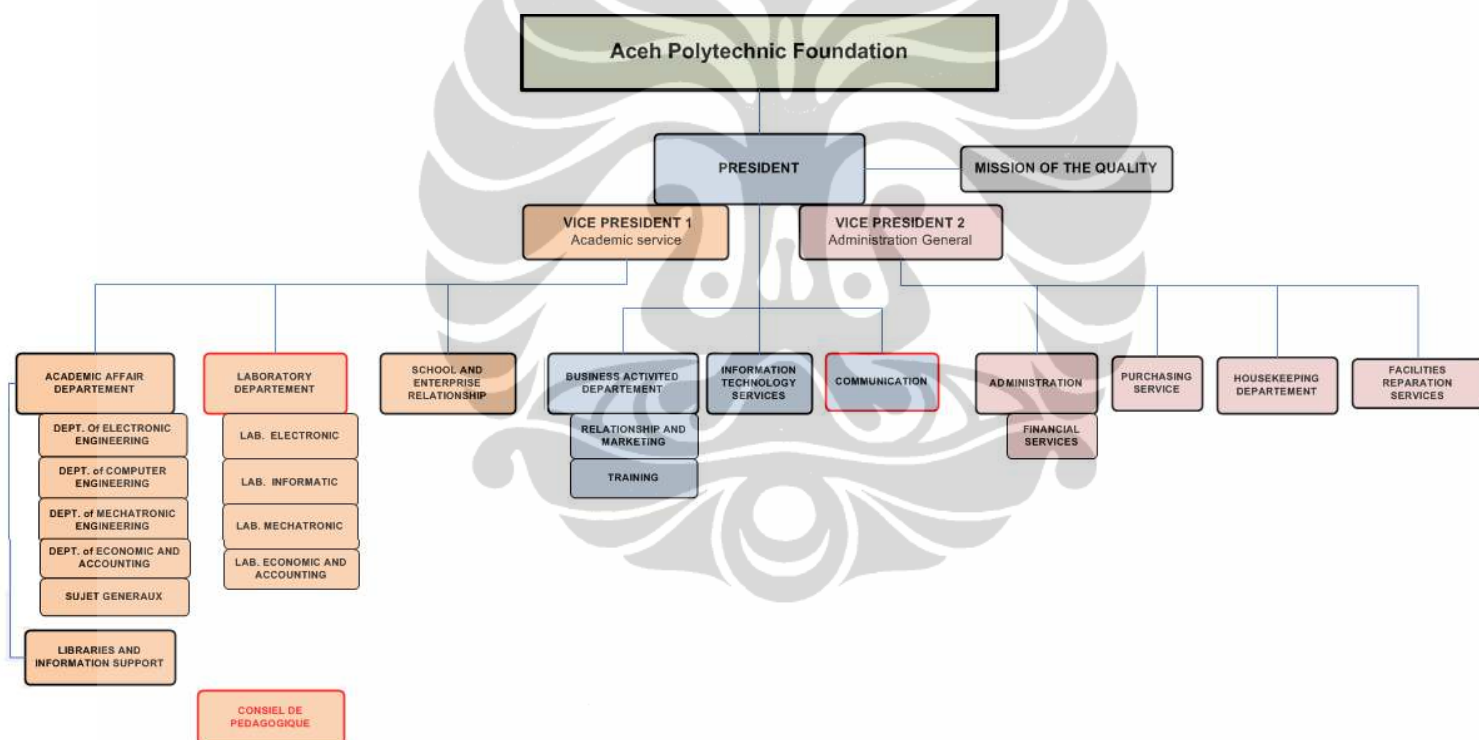 Aceh Polytechnic Foundation
PRESIDENT
MISSION OF THE QUALITY
VICE PRESIDENT 1
Academic service
VICE PRESIDENT 2
Administration General
ACADEMIC AFFAIR
DEPARTEMENT
LABORATORY
DEPARTEMENT
SCHOOL AND
ENTERPRISE
RELATIONSHIP
BUSINESS ACTIVITED
DEPARTEMENT
INFORMATION
TECHNOLOGY
SERVICES
COMMUNICATION
ADMINISTRATION
PURCHASING
SERVICE
HOUSEKEEPING
DEPARTEMENT
FACILITIES
REPARATION
SERVICES
DEPT. Of ELECTRONIC
ENGINEERING
DEPT. of COMPUTER
ENGINEERING
DEPT. of MECHATRONIC
ENGINEERING
DEPT. of ECONOMIC AND
ACCOUNTING
SUJET GENERAUX
LIBRARIES AND
INFORMATION SUPPORT
LAB. ELECTRONIC
LAB. INFORMATIC
LAB. MECHATRONIC
LAB. ECONOMIC AND
ACCOUNTING
RELATIONSHIP AND
MARKETING
TRAINING
FINANCIAL
SERVICES
CONSIEL DE
PEDAGOGIQUE